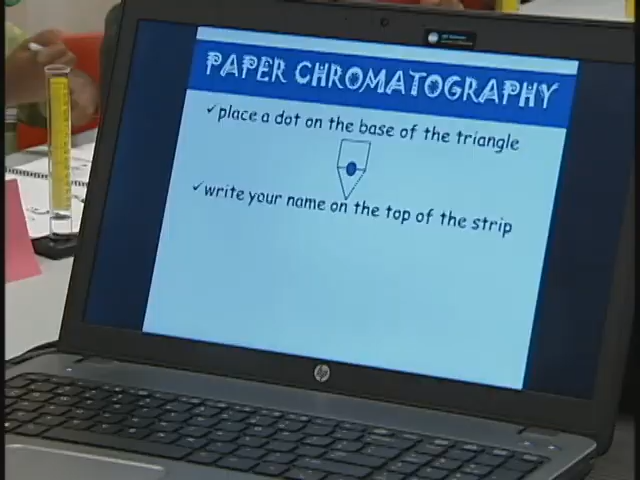 PAPER CHROMATOGRAPHY
✓place a dot on the base of the triangle
✓write your name on the top of the strip
hp